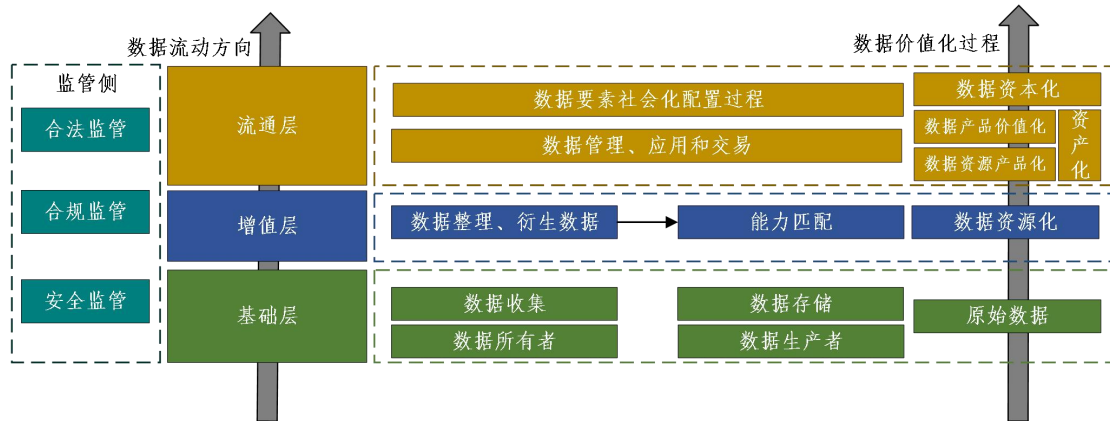 数据流动方向
数据价值化过程
监管侧
合法监管
合规监管
安全监管
流通层
增值层
基础层
数据要素社会化配置过程
数据管理、应用和交易
数据资本化
数据产品价值化
数据资源产品化
资产化
数据整理、衍生数据
能力匹配
数据资源化
数据收集
数据存储
数据所有者
数据生产者
原始数据